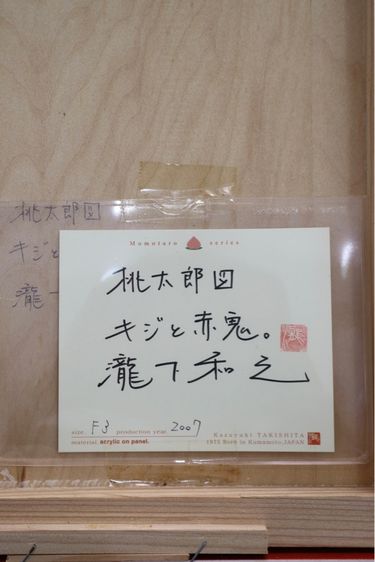 桃太郎図
キジと
瀧下
Momotaro series
桃太郎図
キジと赤鬼。
瀧下和之
size. F3 production year. 2007
material. acrylic on panel.
Kazuyuki TAKISHITA
1975 Born in Kumamoto, JAPAN